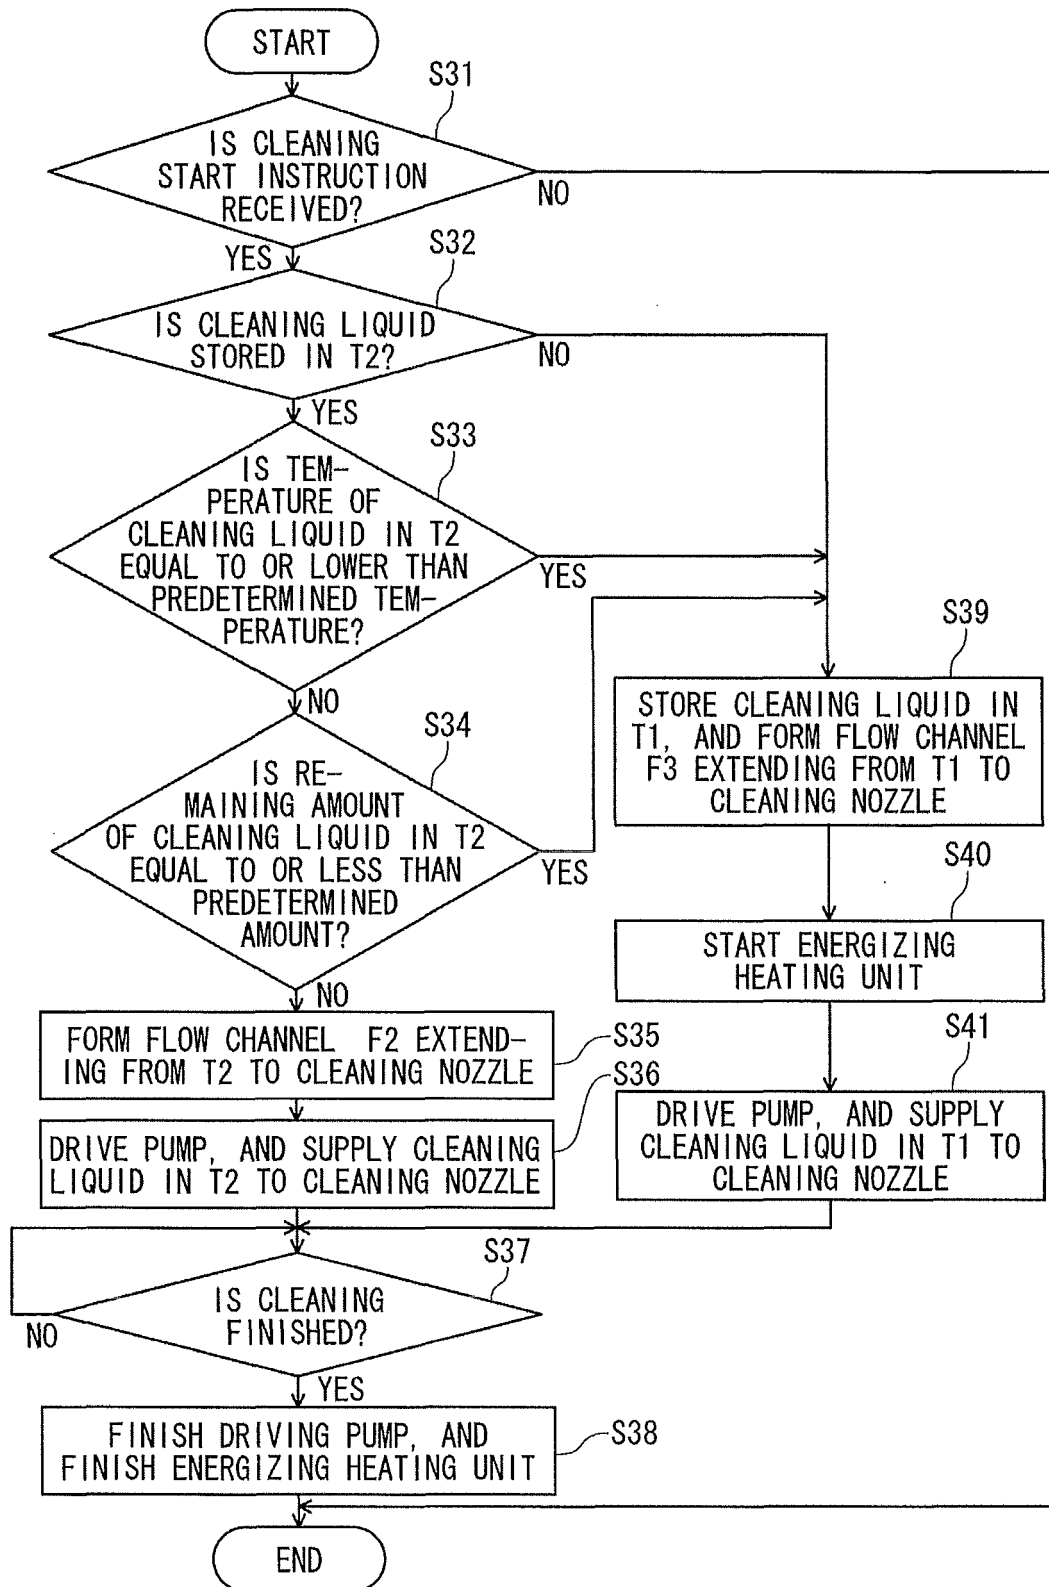 START
S31
IS CLEANING
START INSTRUCTION
RECEIVED?
NO
YES
S32
IS CLEANING LIQUID
STORED IN T2?
NO
YES
S33
IS TEM-
PERATURE OF
CLEANING LIQUID IN T2
EQUAL TO OR LOWER THAN
PREDETERMINED TEM-
PERATURE?
YES
NO
S34
IS RE-
MAINING AMOUNT
OF CLEANING LIQUID IN T2
EQUAL TO OR LESS THAN
PREDETERMINED
AMOUNT?
YES
NO
S39
STORE CLEANING LIQUID IN
T1, AND FORM FLOW CHANNEL
F3 EXTENDING FROM T1 TO
CLEANING NOZZLE
S40
START ENERGIZING
HEATING UNIT
S41
DRIVE PUMP, AND SUPPLY
CLEANING LIQUID IN T1 TO
CLEANING NOZZLE
FORM FLOW CHANNEL F2 EXTEND-
ING FROM T2 TO CLEANING NOZZLE
S35
S36
DRIVE PUMP, AND SUPPLY CLEANING
LIQUID IN T2 TO CLEANING NOZZLE
S37
IS CLEANING
FINISHED?
NO
YES
FINISH DRIVING PUMP, AND
FINISH ENERGIZING HEATING UNIT
S38
END